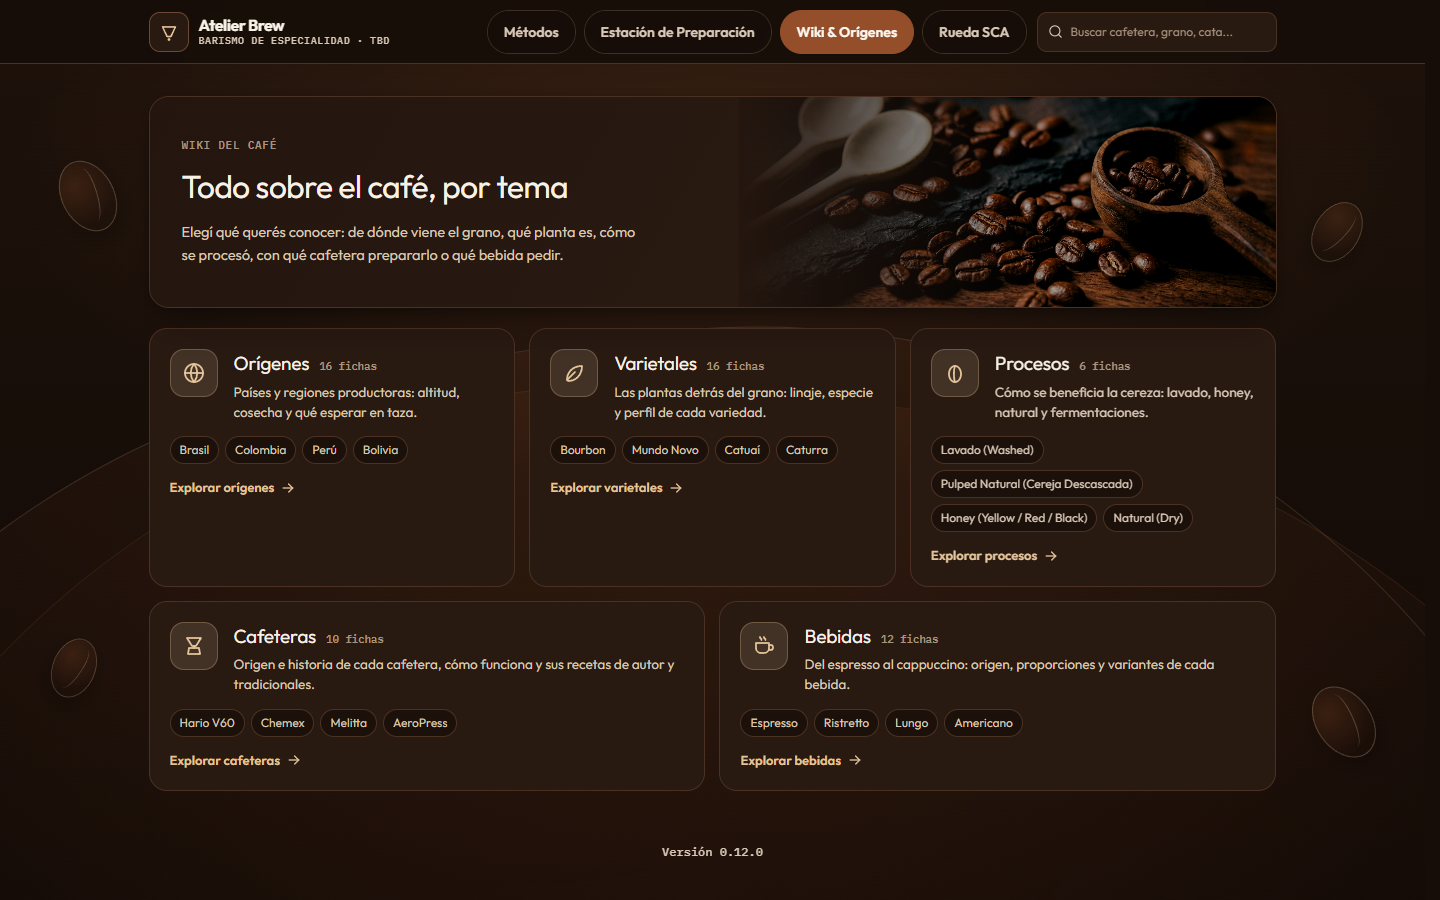 Atelier Brew
BARISMO DE ESPECIALIDAD · TBD
Métodos
Estación de Preparación
Wiki & Orígenes
Rueda SCA
Buscar cafetera, grano, cata...
WIKI DEL CAFÉ
Todo sobre el café, por tema
Elegí qué querés conocer: de dónde viene el grano, qué planta es, cómo
se procesó, con qué cafetera prepararlo o qué bebida pedir.
Orígenes 16 fichas
Países y regiones productoras: altitud,
cosecha y qué esperar en taza.
Brasil Colombia Perú Bolivia
Explorar orígenes →
Varietales 16 fichas
Las plantas detrás del grano: linaje, especie
y perfil de cada variedad.
Bourbon Mundo Novo Catuaí Caturra
Explorar varietales →
Procesos 6 fichas
Cómo se beneficia la cereza: lavado, honey,
natural y fermentaciones.
Lavado (Washed)
Pulped Natural (Cereja Descascada)
Honey (Yellow / Red / Black) Natural (Dry)
Explorar procesos →
Cafeteras 10 fichas
Origen e historia de cada cafetera, cómo funciona y sus recetas de autor y
tradicionales.
Hario V60 Chemex Melitta AeroPress
Explorar cafeteras →
Bebidas 12 fichas
Del espresso al cappuccino: origen, proporciones y variantes de cada
bebida.
Espresso Ristretto Lungo Americano
Explorar bebidas →
Versión 0.12.0